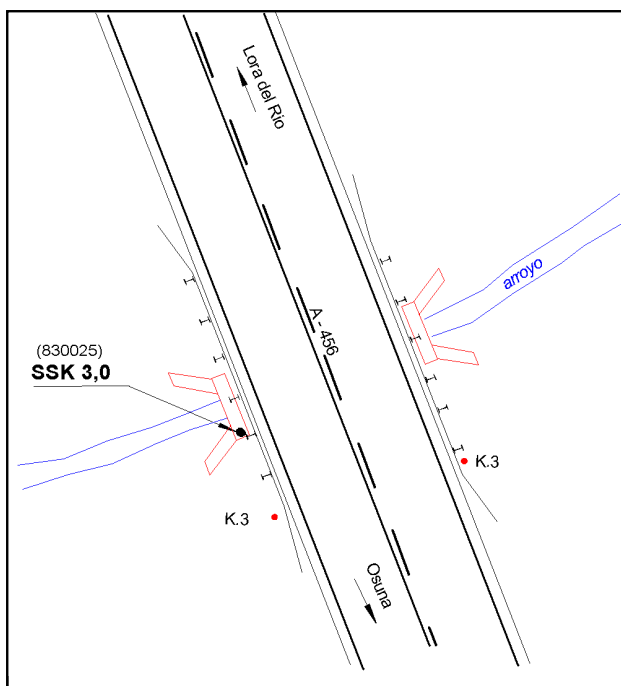 Lora del Rio
arroyo
A - 456
(830025)
SSK 3,0
K.3
K.3
Osuna